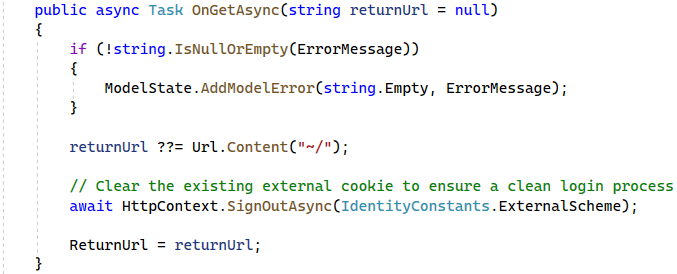 public async Task OnGetAsync(string returnUrl = null)
{
    if (!string.IsNullOrEmpty(ErrorMessage))
    {
        ModelState.AddModelError(string.Empty, ErrorMessage);
    }

    returnUrl ??= Url.Content("~/");

    // Clear the existing external cookie to ensure a clean login process
    await HttpContext.SignOutAsync(IdentityConstants.ExternalScheme);

    ReturnUrl = returnUrl;
}